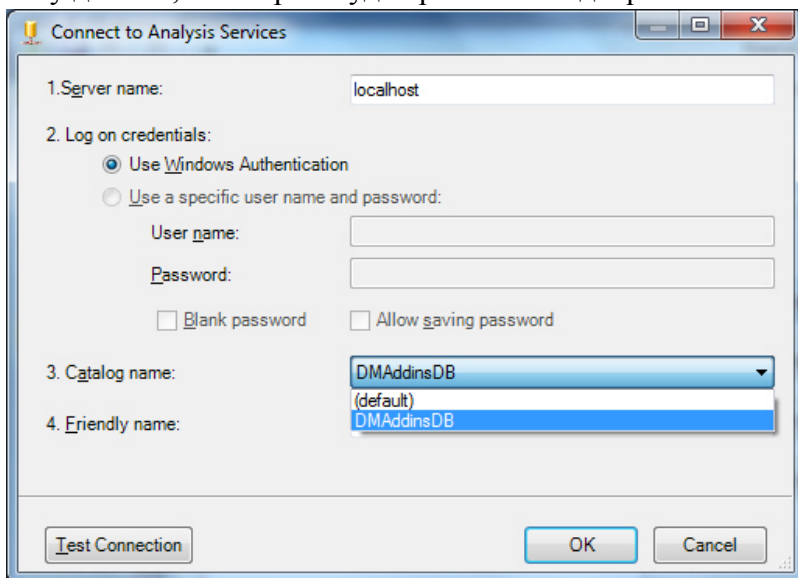 Connect to Analysis Services
1.Server name:
localhost
2. Log on credentials:
Use Windows Authentication
Use a specific user name and password:
User name:
Password:
Blank password Allow saving password
3. Catalog name:
DMAddinsDB
(default)
DMAddinsDB
4. Friendly name:
Test Connection OK Cancel